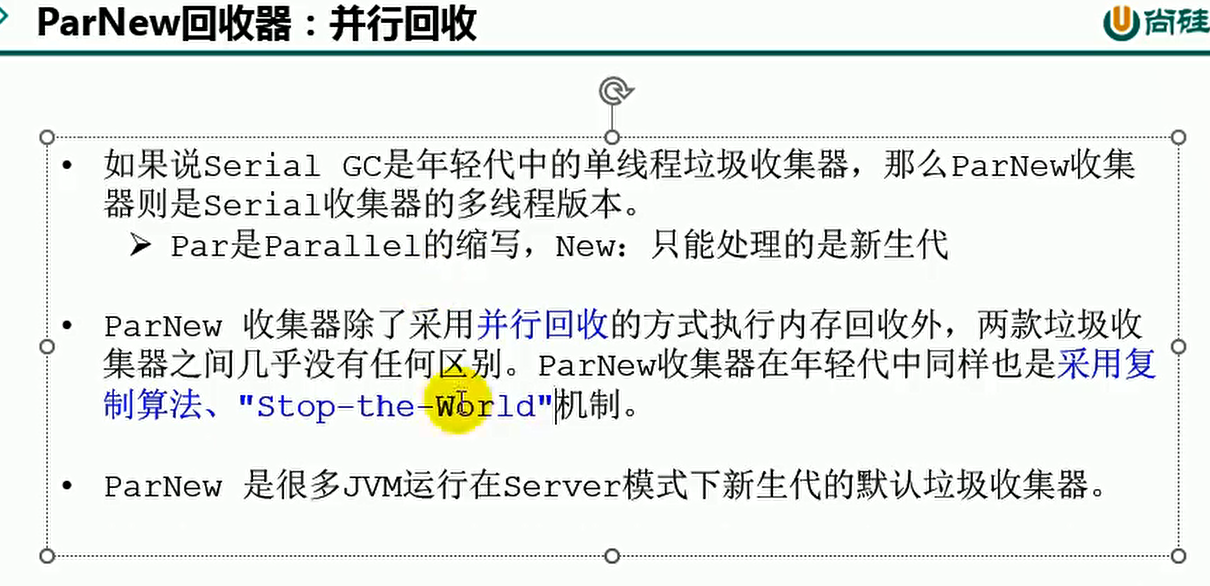 ParNew回收器：并行回收
尚硅
• 如果说Serial GC是年轻代中的单线程垃圾收集器，那么ParNew收集
器则是Serial收集器的多线程版本。
➢ Par是Parallel的缩写，New：只能处理的是新生代
• ParNew 收集器除了采用并行回收的方式执行内存回收外，两款垃圾收
集器之间几乎没有任何区别。ParNew收集器在年轻代中同样也是采用复
制算法、"Stop-the-World"机制。
• ParNew 是很多JVM运行在Server模式下新生代的默认垃圾收集器。